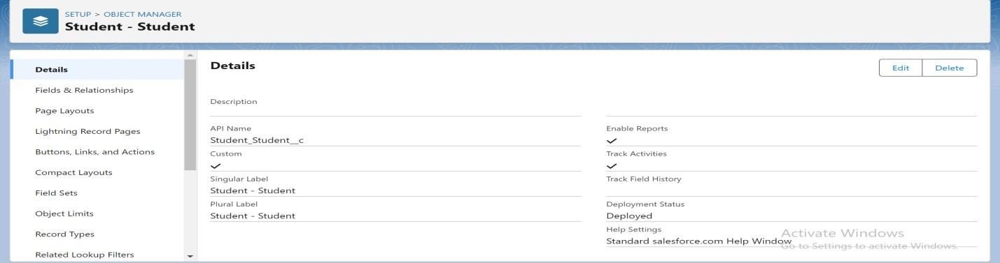 SETUP > OBJECT MANAGER
Student - Student
Details
Fields & Relationships
Page Layouts
Lightning Record Pages
Buttons, Links, and Actions
Compact Layouts
Field Sets
Object Limits
Record Types
Related Lookup Filters
Details
Edit
Delete
Description
API Name
Student_Student__c
Custom
Singular Label
Student - Student
Plural Label
Student - Student
Enable Reports
Track Activities
Track Field History
Deployment Status
Deployed
Help Settings
Standard salesforce.com Help Window
Activate Windows
Go to Settings to activate Windows.